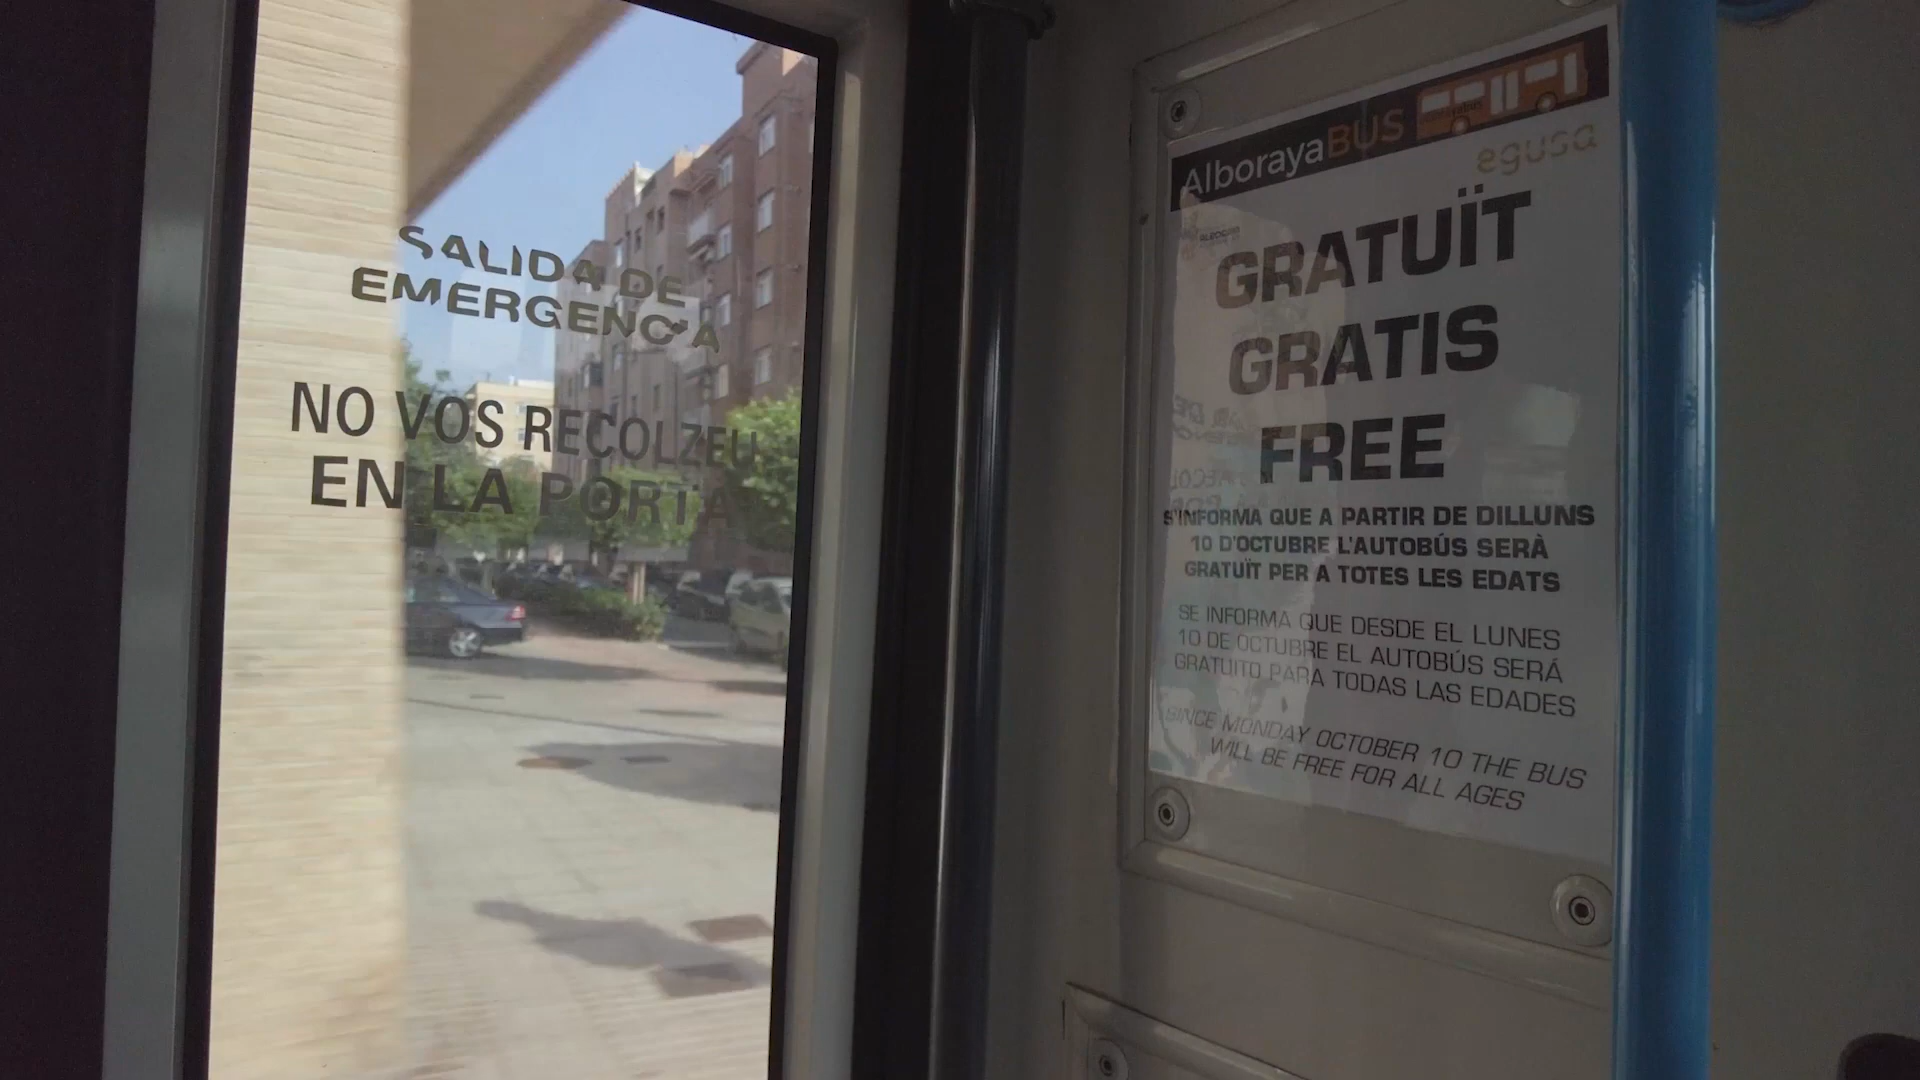 SALIDA DE
EMERGENCIA
NO VOS RECOLZEU
EN LA PORTA
AlborayaBUS
egusa
GRATUÏT
GRATIS
FREE
S'INFORMA QUE A PARTIR DE DILLUNS
10 D'OCTUBRE L'AUTOBÚS SERÀ
GRATUÏT PER A TOTES LES EDATS
SE INFORMA QUE DESDE EL LUNES
10 DE OCTUBRE EL AUTOBÚS SERÁ
GRATUITO PARA TODAS LAS EDADES
SINCE MONDAY OCTOBER 10 THE BUS
WILL BE FREE FOR ALL AGES